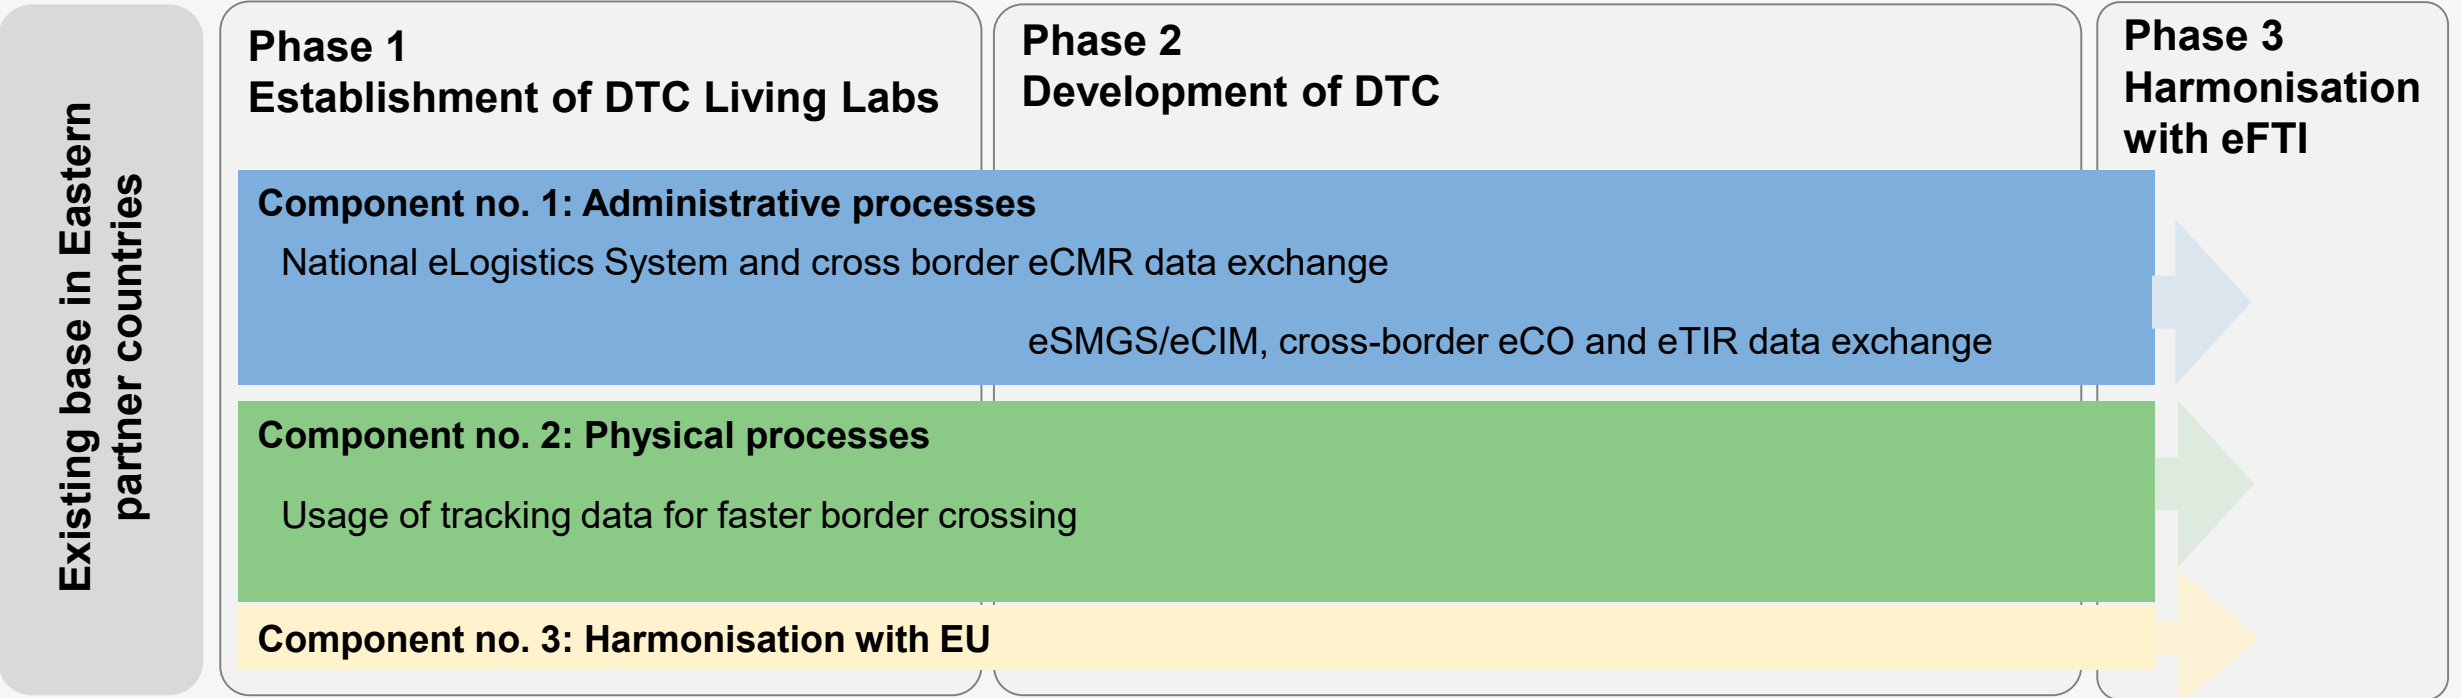 Existing base in Eastern
partner countries
Phase 1
Establishment of DTC Living Labs
Phase 2
Development of DTC
Phase 3
Harmonisation
with eFTI
Component no. 1: Administrative processes
National eLogistics System and cross border eCMR data exchange
eSMGS/eCIM, cross-border eCO and eTIR data exchange
Component no. 2: Physical processes
Usage of tracking data for faster border crossing
Component no. 3: Harmonisation with EU